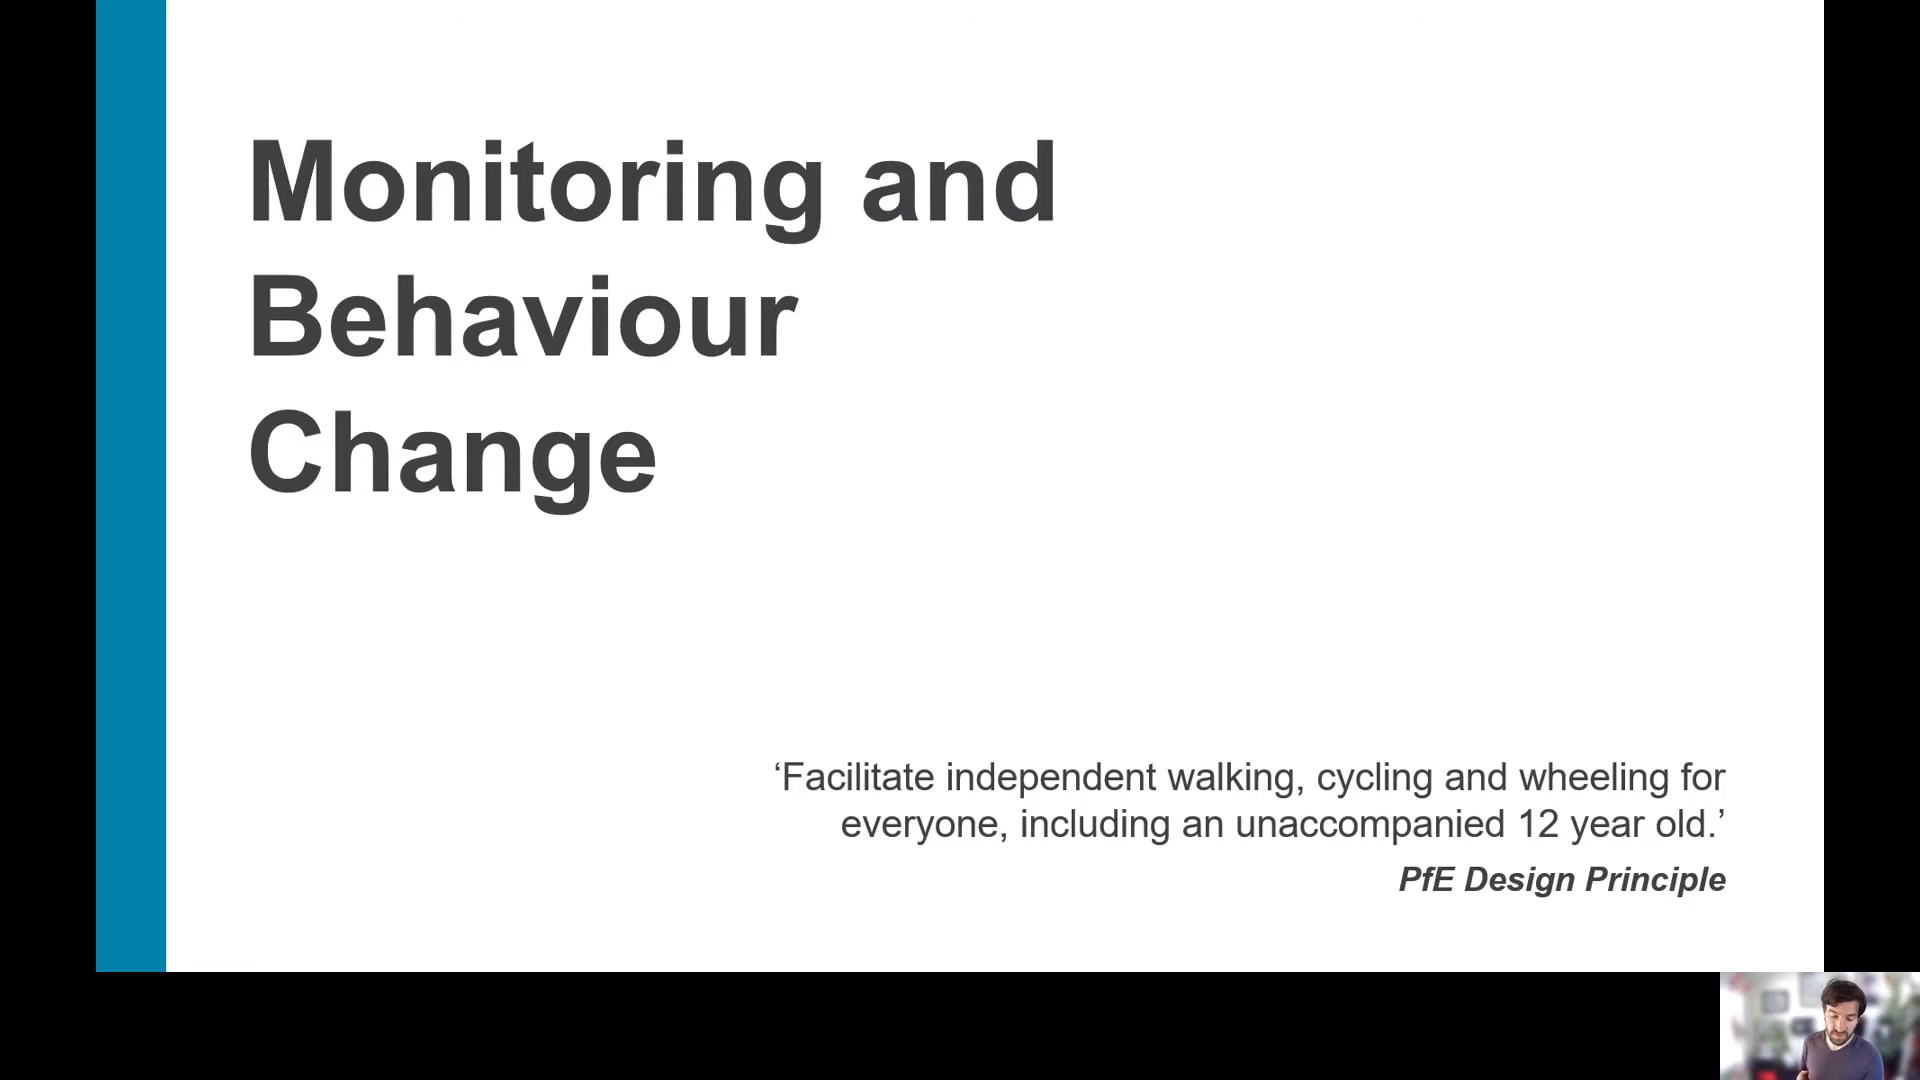 Monitoring and
Behaviour
Change
‘Facilitate independent walking, cycling and wheeling for
everyone, including an unaccompanied 12 year old.’
PfE Design Principle